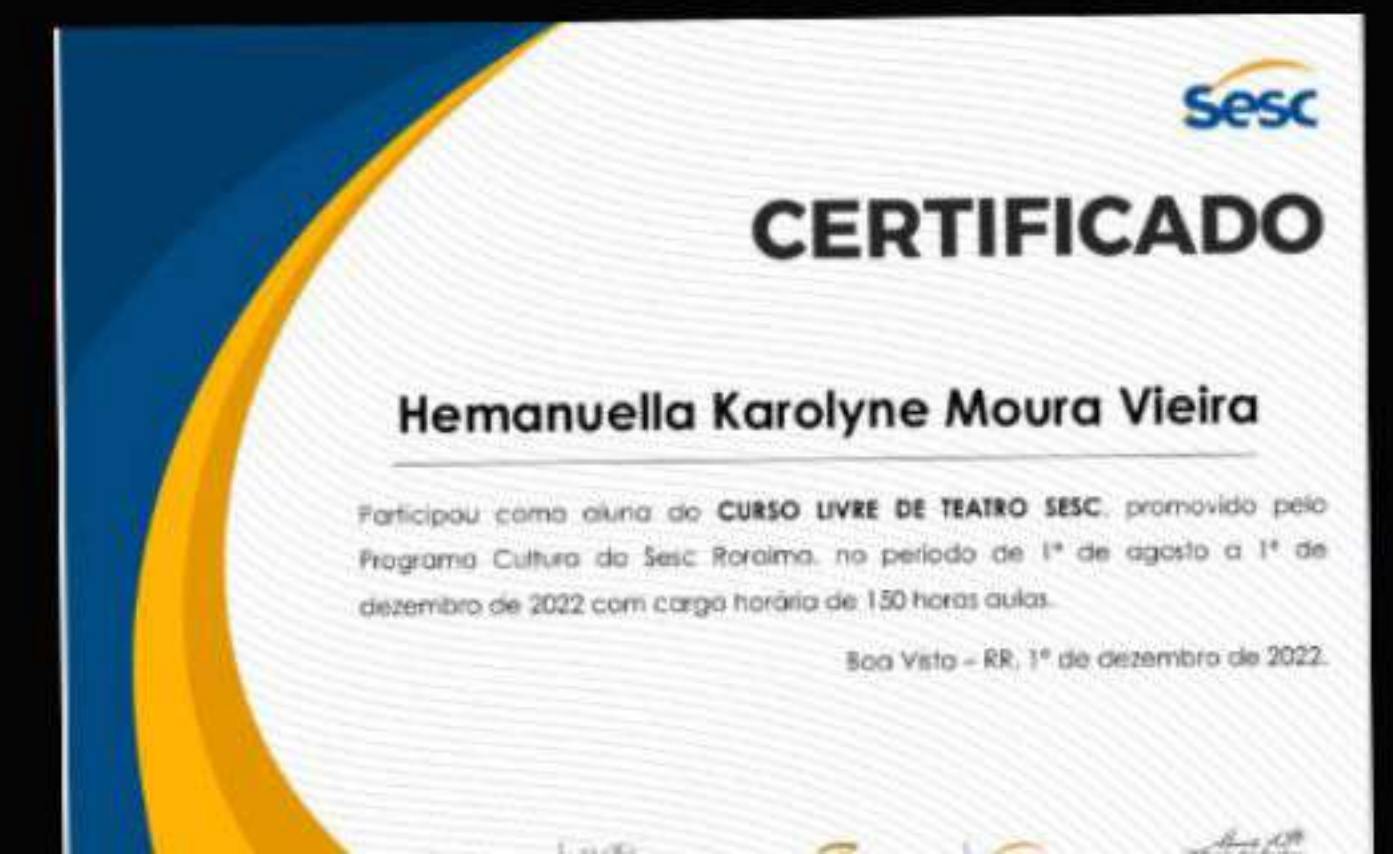 Sesc
CERTIFICADO
Hemanuella Karolyne Moura Vieira
Participou como aluna do CURSO LIVRE DE TEATRO SESC, promovido pelo
Programa Cultura do Sesc Roraima, no período de 1º de agosto a 1º de
dezembro de 2022 com carga horária de 150 horas aulas.
Boa Vista – RR, 1º de dezembro de 2022.